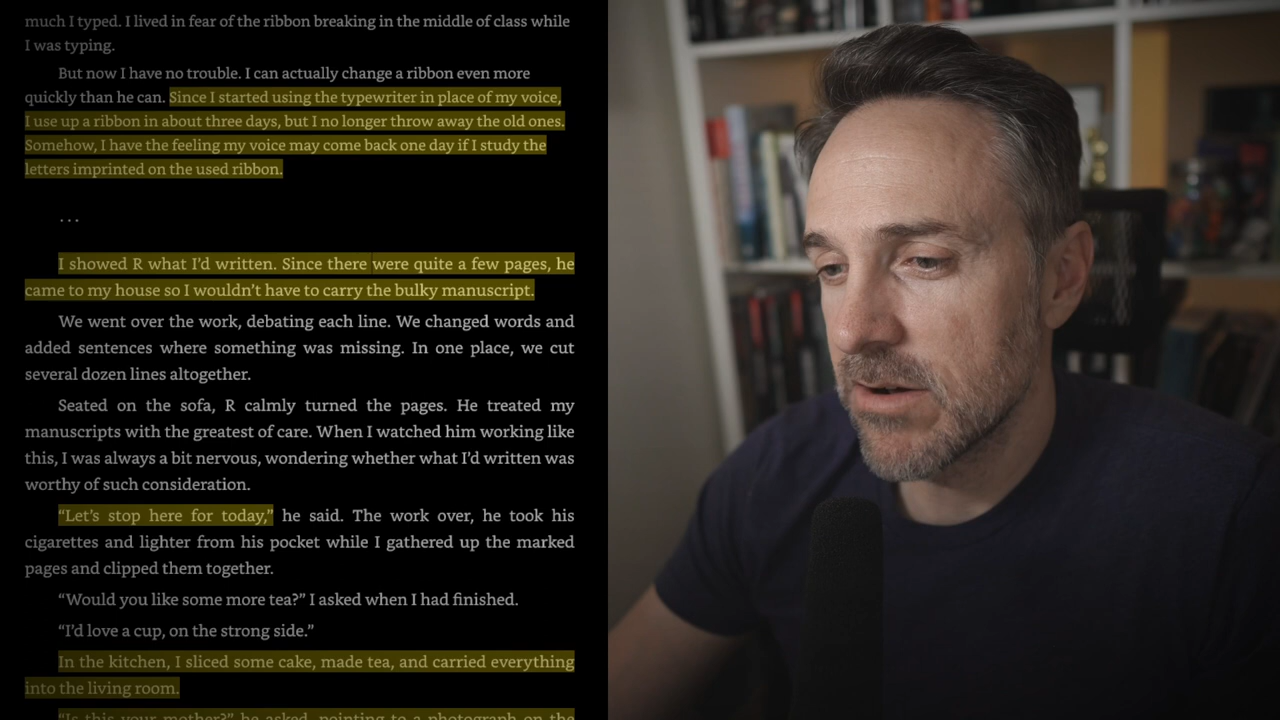 much I typed. I lived in fear of the ribbon breaking in the middle of class while
I was typing.
But now I have no trouble. I can actually change a ribbon even more
quickly than he can. Since I started using the typewriter in place of my voice,
I use up a ribbon in about three days, but I no longer throw away the old ones.
Somehow, I have the feeling my voice may come back one day if I study the
letters imprinted on the used ribbon.
...
I showed R what I’d written. Since there were quite a few pages, he
came to my house so I wouldn’t have to carry the bulky manuscript.
We went over the work, debating each line. We changed words and
added sentences where something was missing. In one place, we cut
several dozen lines altogether.
Seated on the sofa, R calmly turned the pages. He treated my
manuscripts with the greatest of care. When I watched him working like
this, I was always a bit nervous, wondering whether what I’d written was
worthy of such consideration.
“Let’s stop here for today,” he said. The work over, he took his
cigarettes and lighter from his pocket while I gathered up the marked
pages and clipped them together.
“Would you like some more tea?” I asked when I had finished.
“I’d love a cup, on the strong side.”
In the kitchen, I sliced some cake, made tea, and carried everything
into the living room.
“Is this your mother?” he asked, pointing to a photograph on the